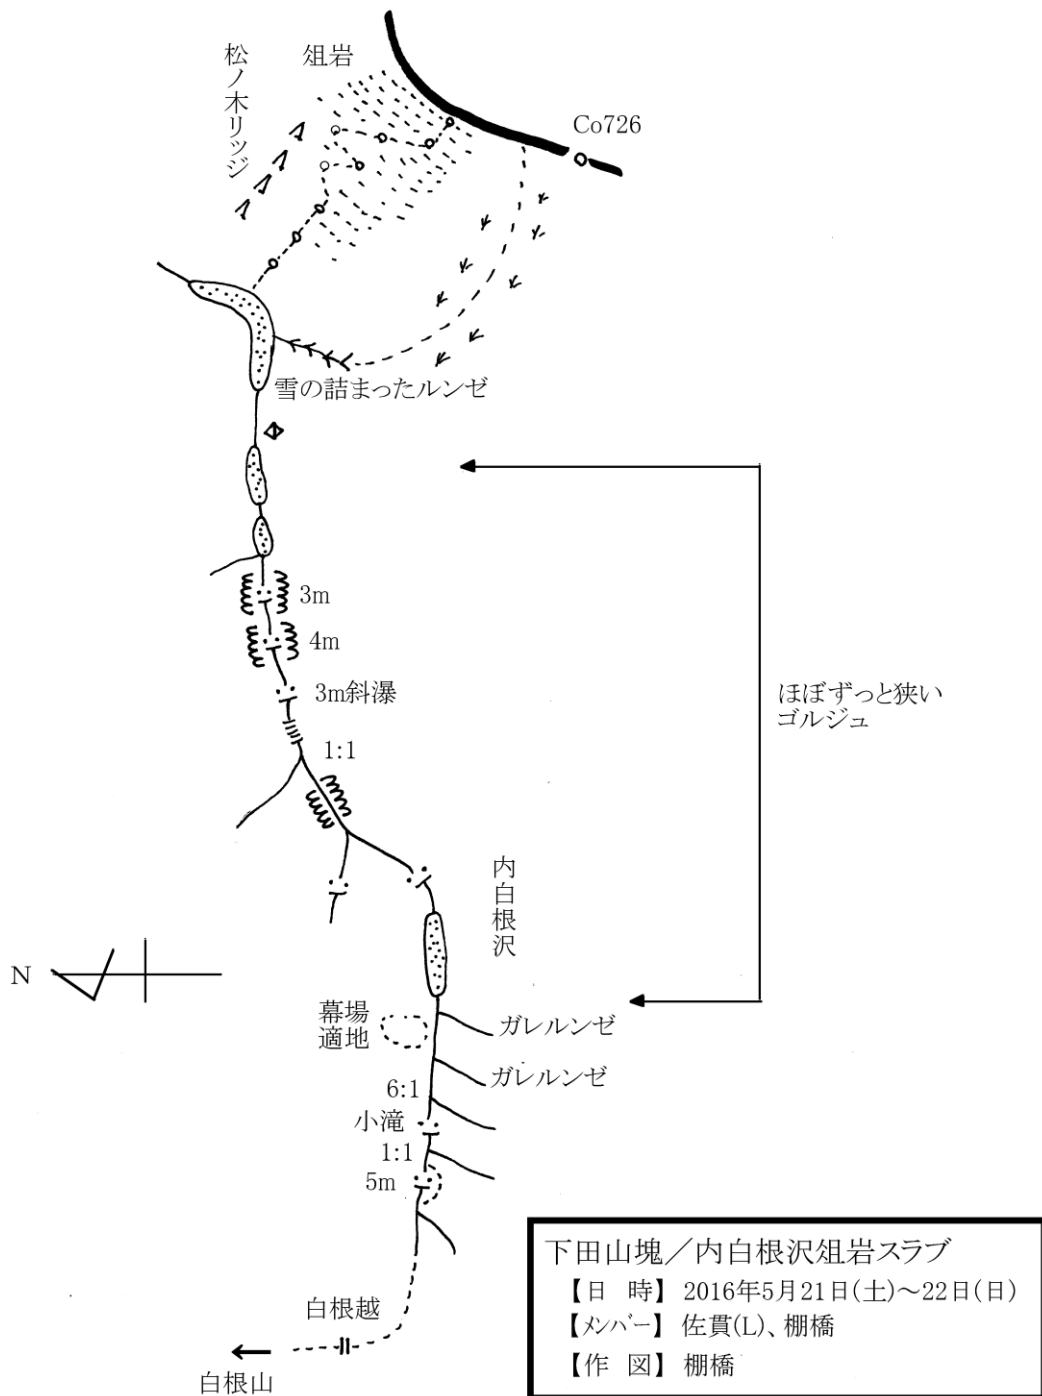 松ノ木リッジ
俎岩
Co726
雪の詰まったルンゼ
3m
4m
3m斜瀑
1:1
ほぼずっと狭い
ゴルジュ
内白根沢
N
幕場
適地
ガレルンゼ
ガレルンゼ
6:1
小滝
1:1
5m
白根越
白根山
下田山塊／内白根沢俎岩スラブ
【日　時】 2016年5月21日(土)～22日(日)
【メンバー】 佐貫(L)、棚橋
【作　図】 棚橋